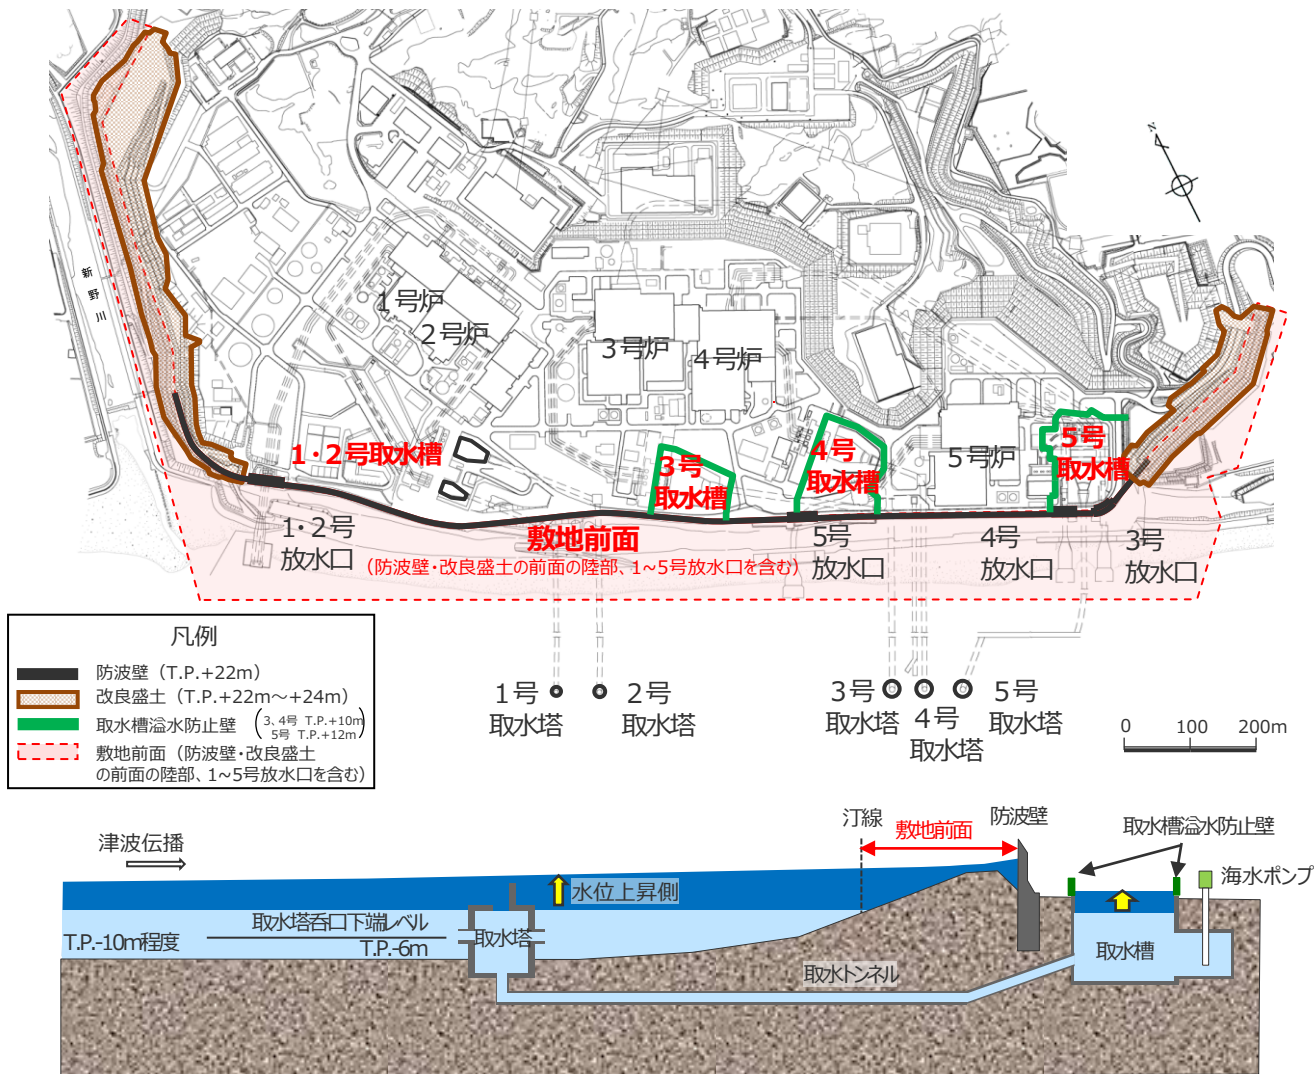 N
新野川
1号炉
2号炉
3号炉
4号炉
5号炉
1・2号取水槽
3号
取水槽
4号
取水槽
5号
取水槽
敷地前面
(防波壁・改良盛土の前面の陸部、1~5号放水口を含む)
1・2号
放水口
5号
放水口
4号
放水口
3号
放水口
1号
取水塔
2号
取水塔
3号
取水塔
4号
取水塔
5号
取水塔
0 100 200m
凡例
防波壁（T.P.+22m）
改良盛土（T.P.+22m～+24m）
取水槽溢水防止壁 (3、4号 T.P.+10m
5号 T.P.+12m)
敷地前面（防波壁・改良盛土
の前面の陸部、1~5号放水口を含む）
津波伝播
汀線
敷地前面
防波壁
取水槽溢水防止壁
海水ポンプ
水位上昇側
取水塔呑口下端レベル
T.P.-10m程度
T.P.-6m
取水塔
取水トンネル
取水槽